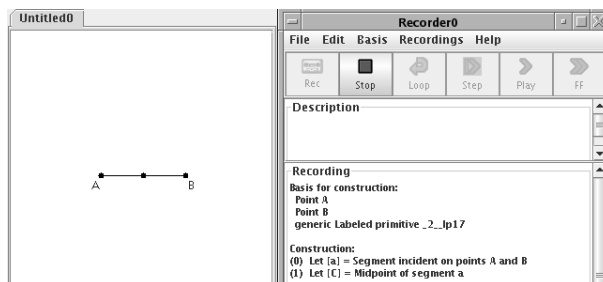 Untitled0
A
B
Recorder0
File Edit Basis Recordings Help
Rec Stop Loop Step Play FF
Description
Recording
Basis for construction:
Point A
Point B
generic Labeled primitive _2__lp17
Construction:
(0) Let [a] = Segment incident on points A and B
(1) Let [C] = Midpoint of segment a